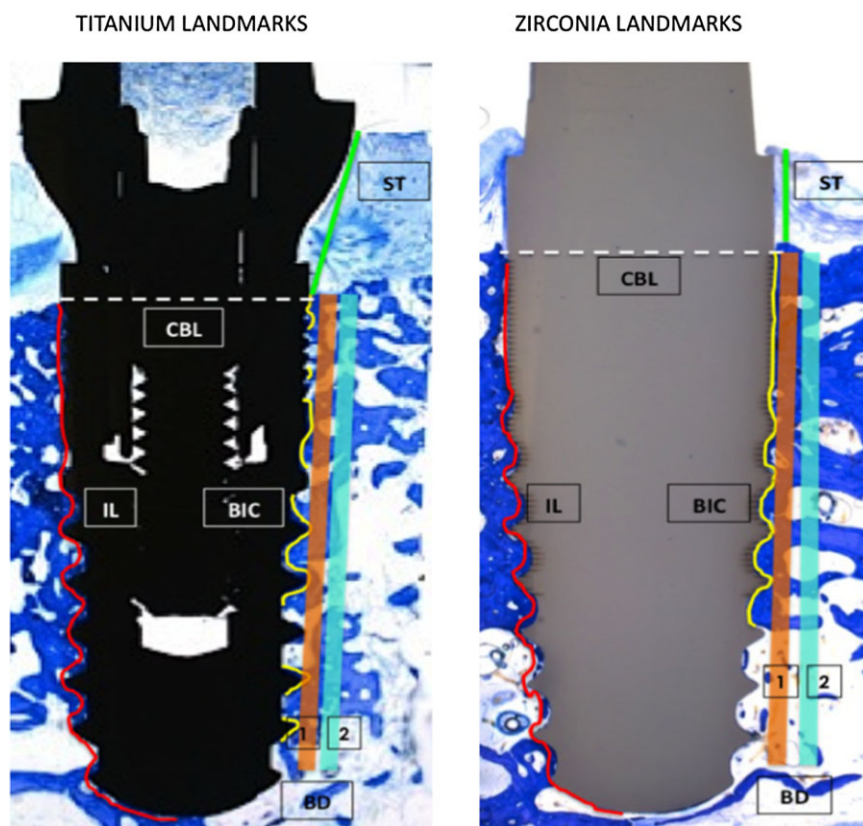 TITANIUM LANDMARKS
ZIRCONIA LANDMARKS
ST
CBL
IL
BIC
1
2
BD
ST
CBL
IL
BIC
1
2
BD